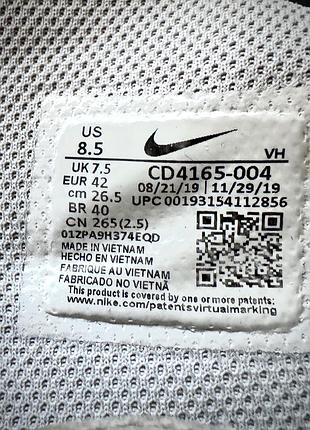 US
8.5
VH
UK 7.5
EUR 42
cm 26.5
BR 40
CN 265(2.5)
CD4165-004
08/21/19 | 11/29/19
UPC 00193154112856
01ZPA9H374EQD
MADE IN VIETNAM
HECHO EN VIETNAM
FABRIQUE AU VIETNAM
FABRICADO NO VIETNÃ
This product is covered by one or more patents:
www.nike.com/patentsvirtualmarking